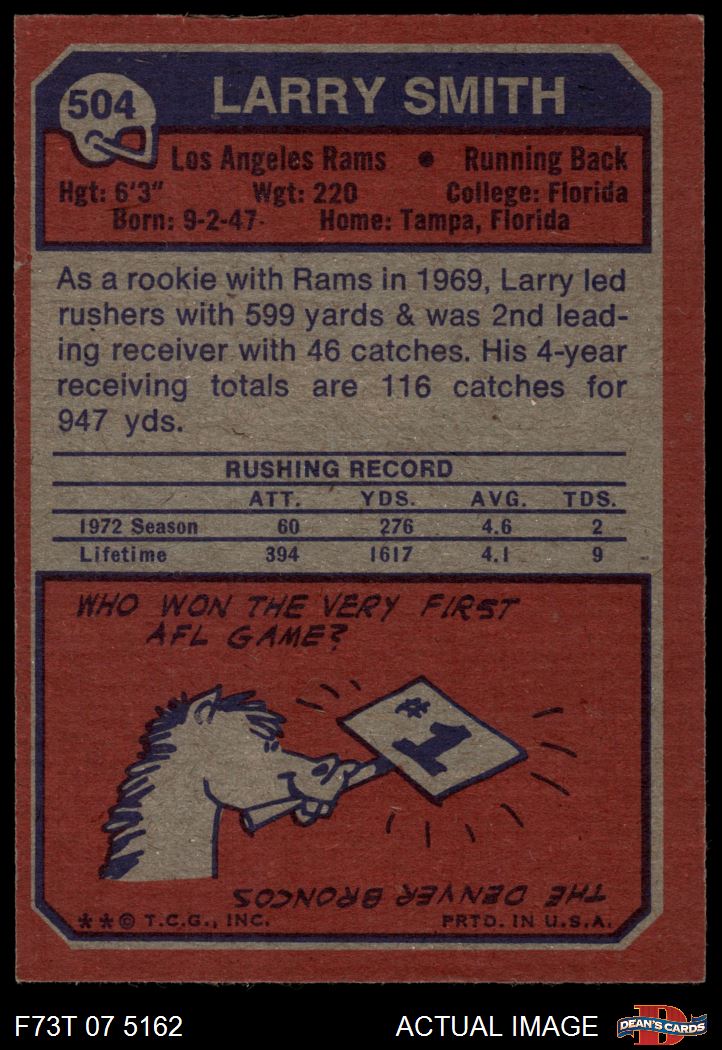 504
LARRY SMITH
Los Angeles Rams • Running Back
Hgt: 6'3" Wgt: 220 College: Florida
Born: 9-2-47 Home: Tampa, Florida
As a rookie with Rams in 1969, Larry led
rushers with 599 yards & was 2nd lead-
ing receiver with 46 catches. His 4-year
receiving totals are 116 catches for
947 yds.
RUSHING RECORD
ATT. YDS. AVG. TDS.
1972 Season 60 276 4.6 2
Lifetime 394 1617 4.1 9
WHO WON THE VERY FIRST
AFL GAME?
#1
THE DENVER BRONCOS
**© T.C.G., INC. PRTD. IN U.S.A.
F73T 07 5162 ACTUAL IMAGE
D
DEAN'S CARDS